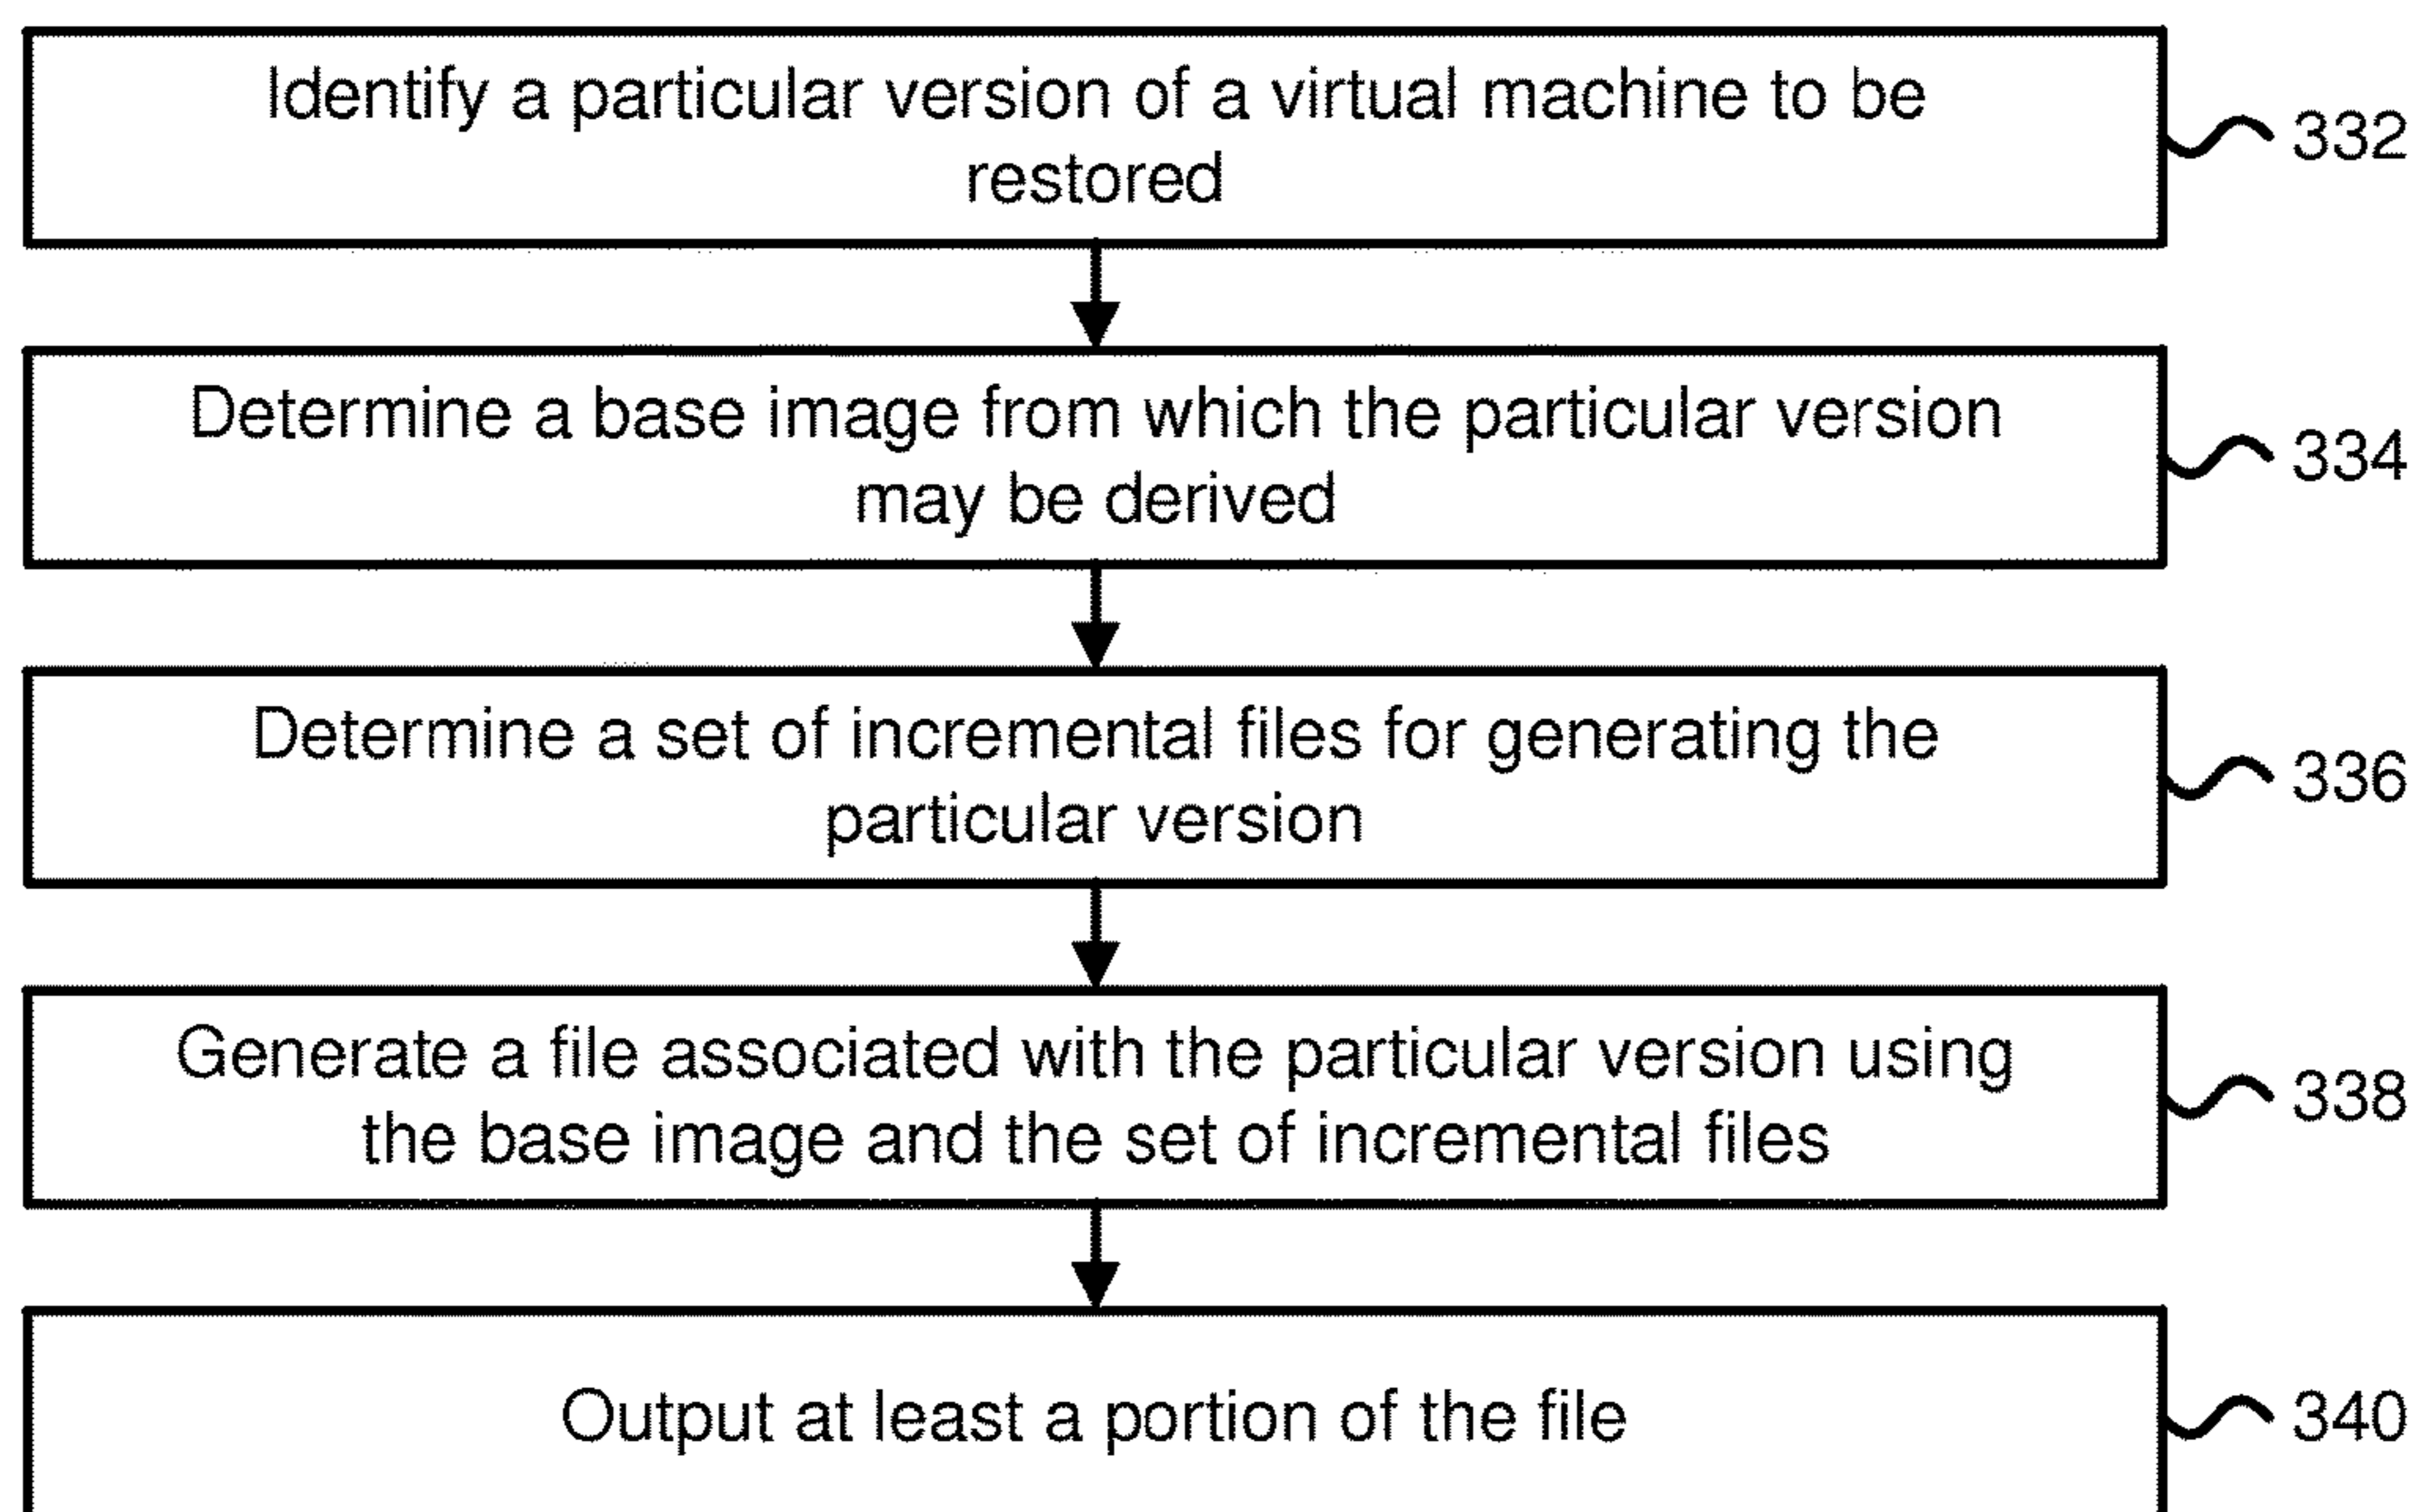 Identify a particular version of a virtual machine to be
restored
332
Determine a base image from which the particular version
may be derived
334
Determine a set of incremental files for generating the
particular version
336
Generate a file associated with the particular version using
the base image and the set of incremental files
338
Output at least a portion of the file
340